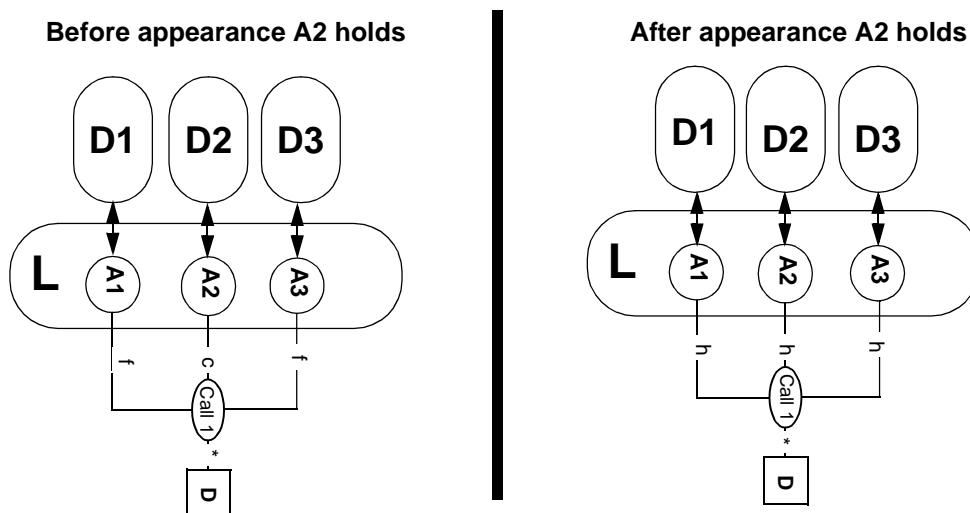 Before appearance A2 holds
D1 D2 D3
L A1 A2 A3
f c f
Call 1
*
D
After appearance A2 holds
D1 D2 D3
L A1 A2 A3
h h h
Call 1
*
D